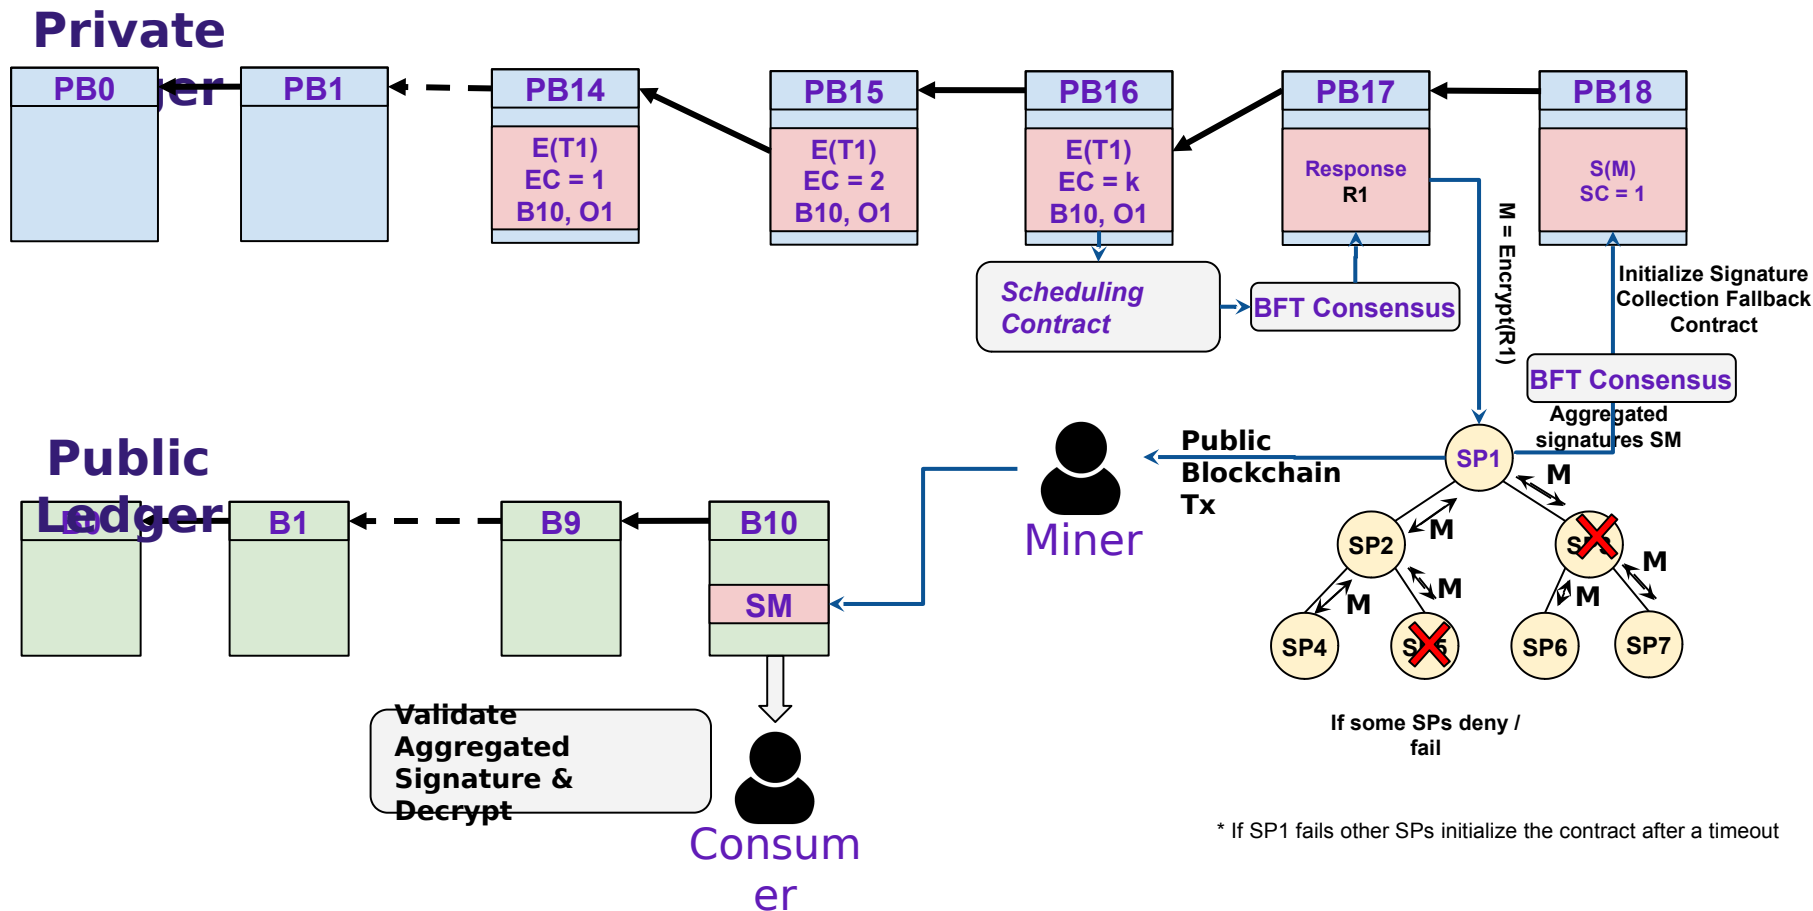 Private
Ledger
PB0
PB1
PB14
PB15
PB16
PB17
PB18
E(T1)
EC = 1
B10, O1
E(T1)
EC = 2
B10, O1
E(T1)
EC = k
B10, O1
Response
R1
S(M)
SC = 1
Scheduling
Contract
BFT Consensus
M = Encrypt(R1)
Initialize Signature
Collection Fallback
Contract
BFT Consensus
Aggregated
signatures SM
Public
Ledger
B0
B1
B9
B10
SM
Miner
Public
Blockchain
Tx
SP1
M
M
SP2
SP3
M
M
M
M
SP4
SP5
SP6
SP7
If some SPs deny /
fail
Validate
Aggregated
Signature &
Decrypt
Consum
er
* If SP1 fails other SPs initialize the contract after a timeout